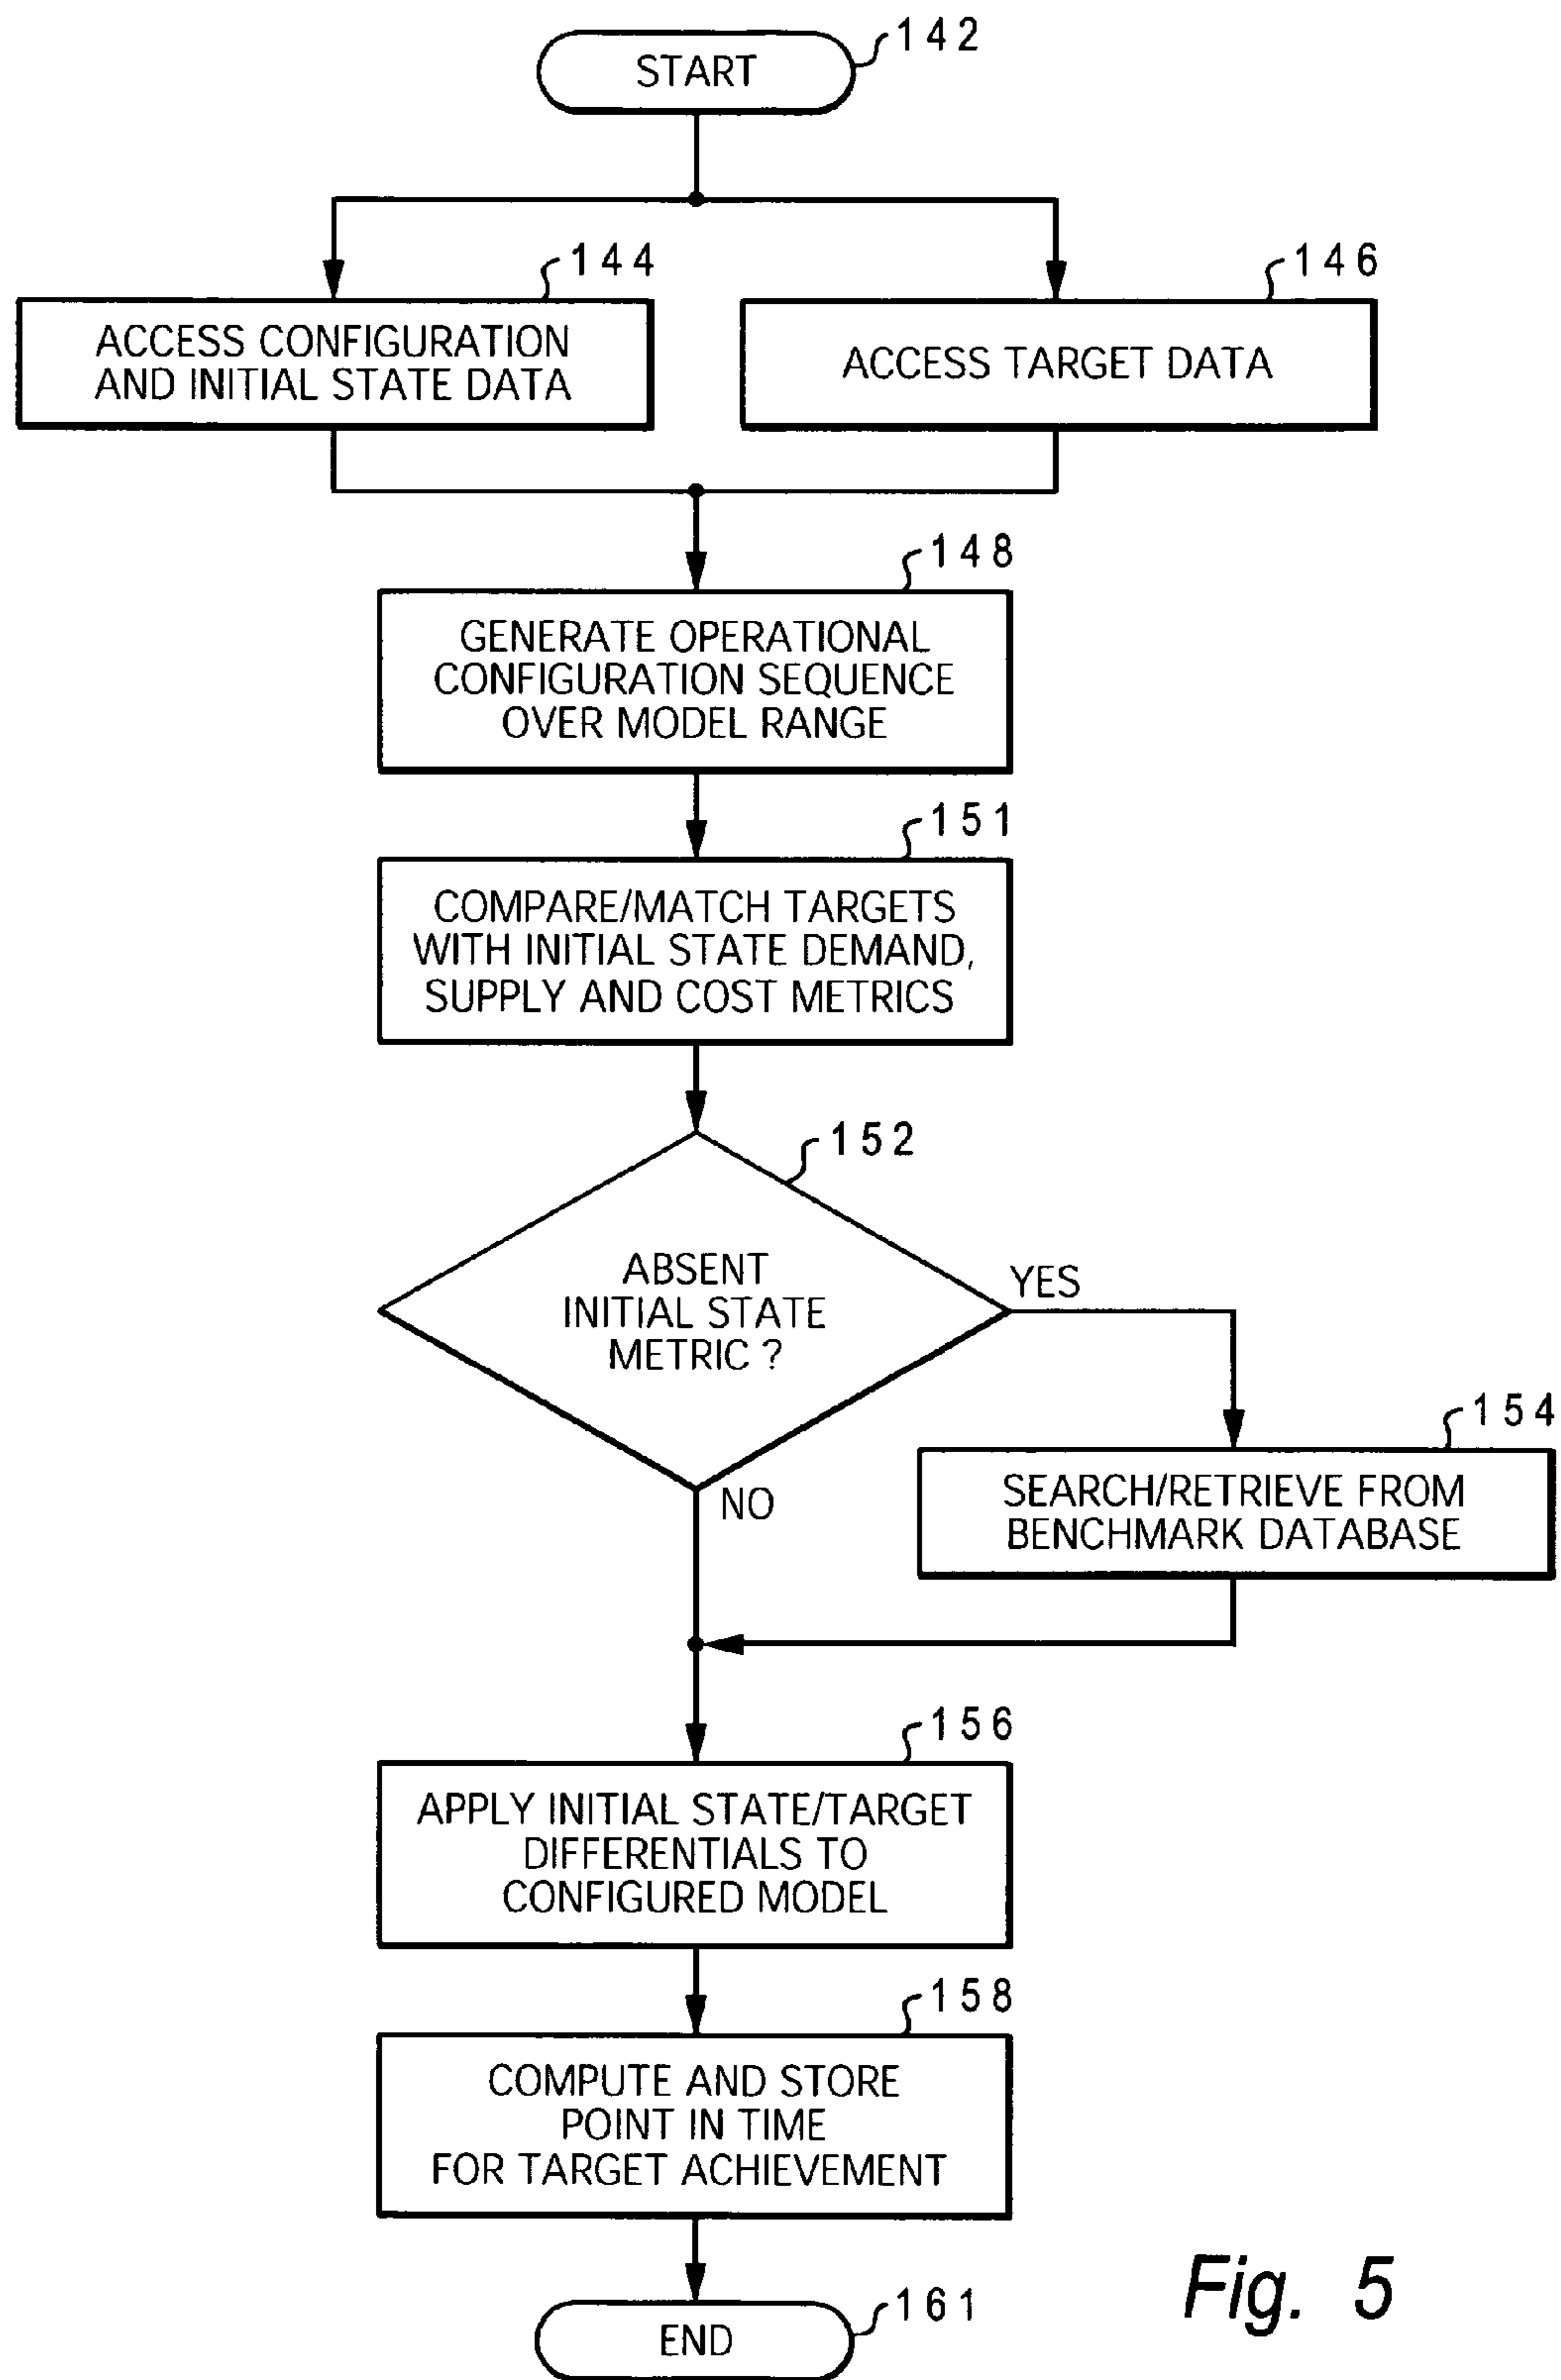 142
START
144
146
ACCESS CONFIGURATION
AND INITIAL STATE DATA
ACCESS TARGET DATA
148
GENERATE OPERATIONAL
CONFIGURATION SEQUENCE
OVER MODEL RANGE
151
COMPARE/MATCH TARGETS
WITH INITIAL STATE DEMAND,
SUPPLY AND COST METRICS
152
ABSENT
INITIAL STATE
METRIC ?
YES
NO
154
SEARCH/RETRIEVE FROM
BENCHMARK DATABASE
156
APPLY INITIAL STATE/TARGET
DIFFERENTIALS TO
CONFIGURED MODEL
158
COMPUTE AND STORE
POINT IN TIME
FOR TARGET ACHIEVEMENT
161
END
Fig. 5